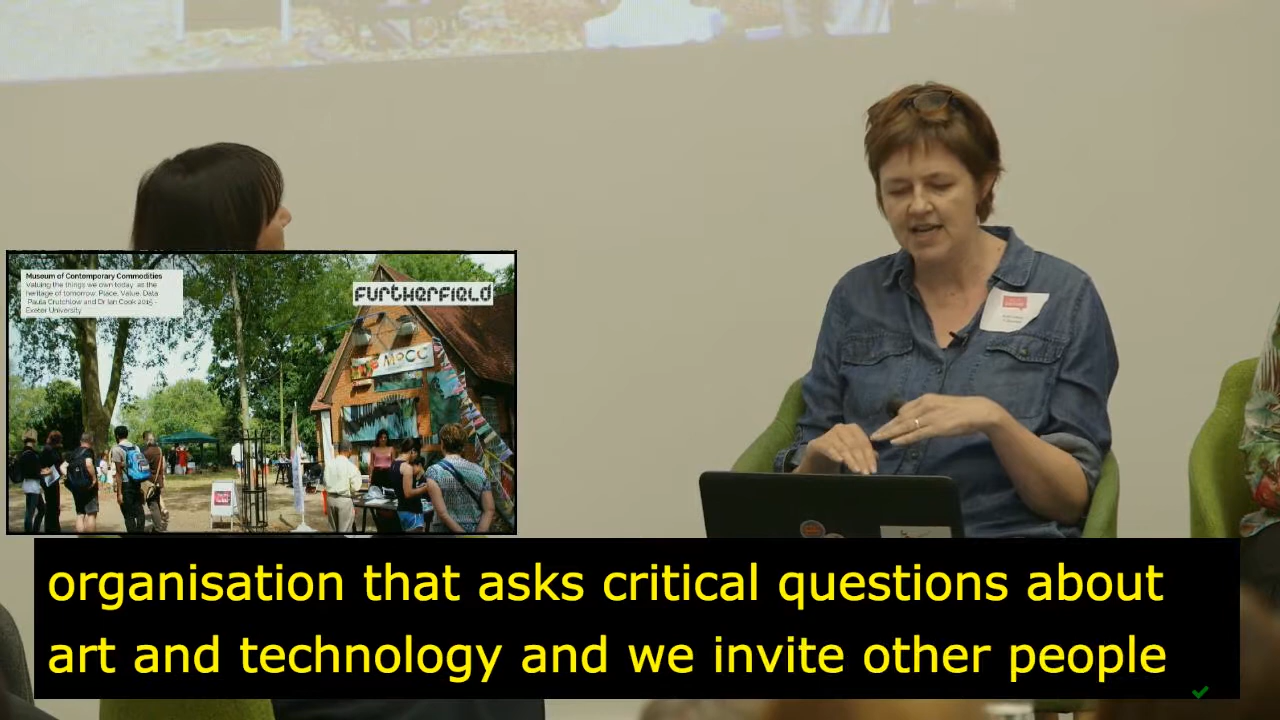 Museum of Contemporary Commodities
Valuing the things we own today as the
heritage of tomorrow. Place, Value, Data
Paula Crutchlow and Dr Ian Cook 2015 -
Exeter University
FURTHERFIELD
MoCC
organisation that asks critical questions about
art and technology and we invite other people